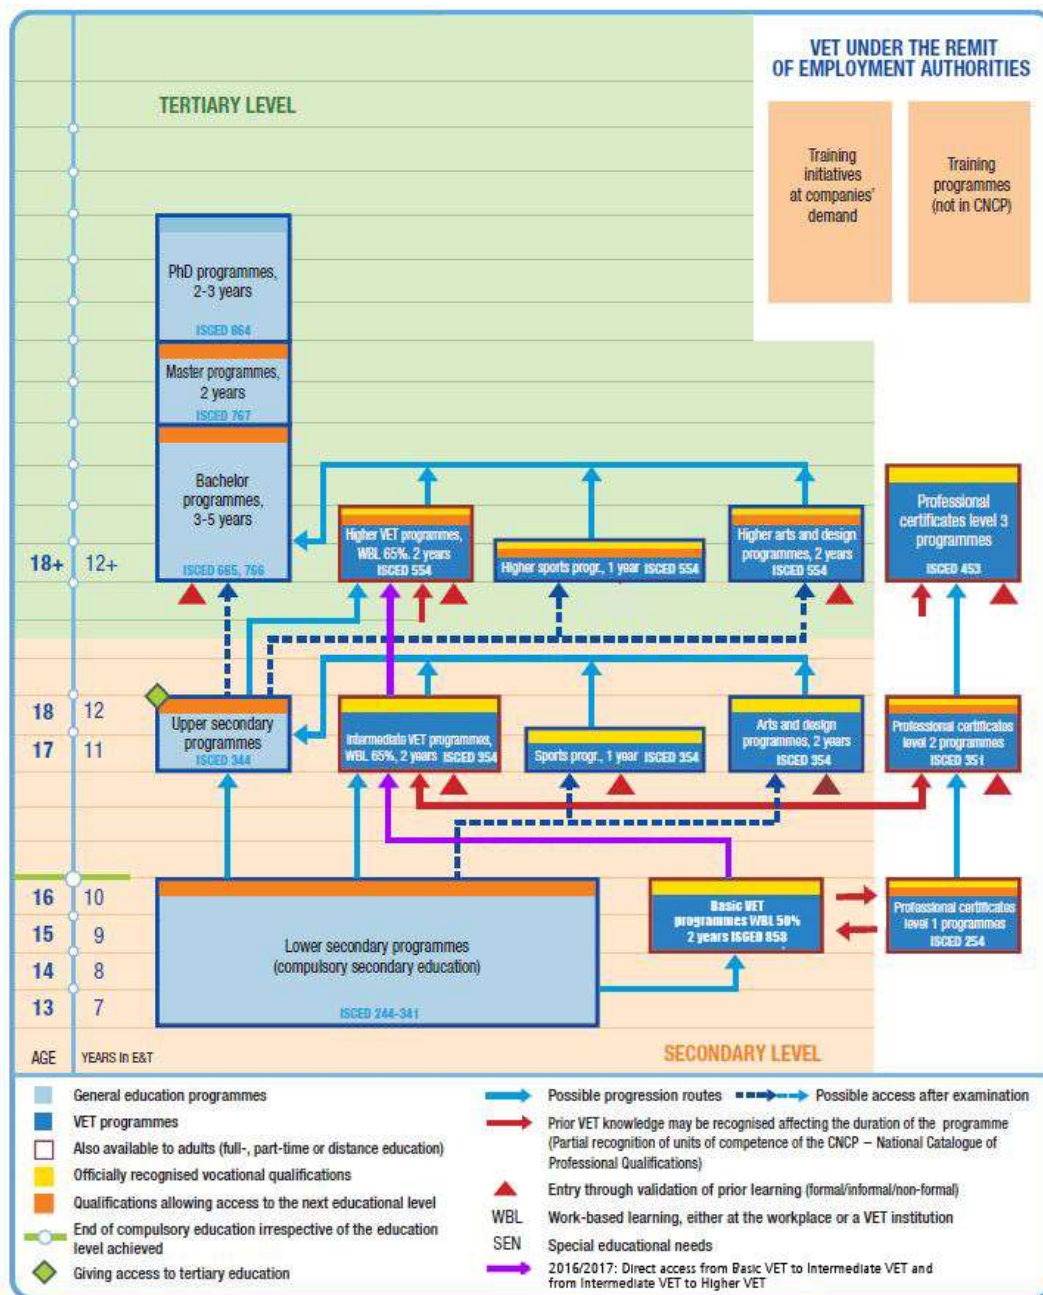 VET UNDER THE REMIT
OF EMPLOYMENT AUTHORITIES
TERTIARY LEVEL
Training
initiatives
at companies'
demand
Training
programmes
(not in CNCP)
PhD programmes,
2-3 years
ISCED 864
Master programmes,
2 years
ISCED 767
Bachelor
programmes,
3-5 years
ISCED 665, 766
Higher VET programmes,
WBL 65%. 2 years
ISCED 554
Higher sports progr., 1 year ISCED 554
Higher arts and design
programmes, 2 years
ISCED 554
Professional
certificates level 3
programmes
ISCED 453
18+ 12+
18 12
17 11
Upper secondary
programmes
ISCED 344
Intermediate VET programmes,
WBL 65%, 2 years ISCED 354
Sports progr., 1 year ISCED 354
Arts and design
programmes, 2 years
ISCED 354
Professional certificates
level 2 programmes
ISCED 351
16 10
15 9
14 8
13 7
Lower secondary programmes
(compulsory secondary education)
ISCED 244-341
Basic VET
programmes WBL 50%
2 years ISGED 853
Professional certificates
level 1 programmes
ISCED 254
AGE YEARS In E&T
SECONDARY LEVEL
General education programmes
VET programmes
Also available to adults (full-, part-time or distance education)
Officially recognised vocational qualifications
Qualifications allowing access to the next educational level
End of compulsory education irrespective of the education
level achieved
Giving access to tertiary education
Possible progression routes
Possible access after examination
Prior VET knowledge may be recognised affecting the duration of the programme
(Partial recognition of units of competence of the CNCP – National Catalogue of
Professional Qualifications)
Entry through validation of prior learning (formal/informal/non-formal)
WBL Work-based learning, either at the workplace or a VET institution
SEN Special educational needs
2016/2017: Direct access from Basic VET to Intermediate VET and
from Intermediate VET to Higher VET